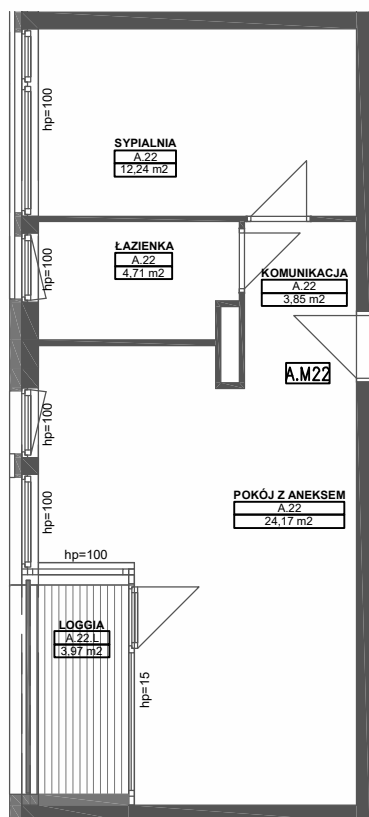 hp=100
SYPIALNIA
A.22
12,24 m2
ŁAZIENKA
A.22
4,71 m2
hp=100
KOMUNIKACJA
A.22
3,85 m2
A.M22
hp=100
POKÓJ Z ANEKSEM
A.22
24,17 m2
hp=100
hp=100
LOGGIA
A.22.L
3,97 m2
hp=15